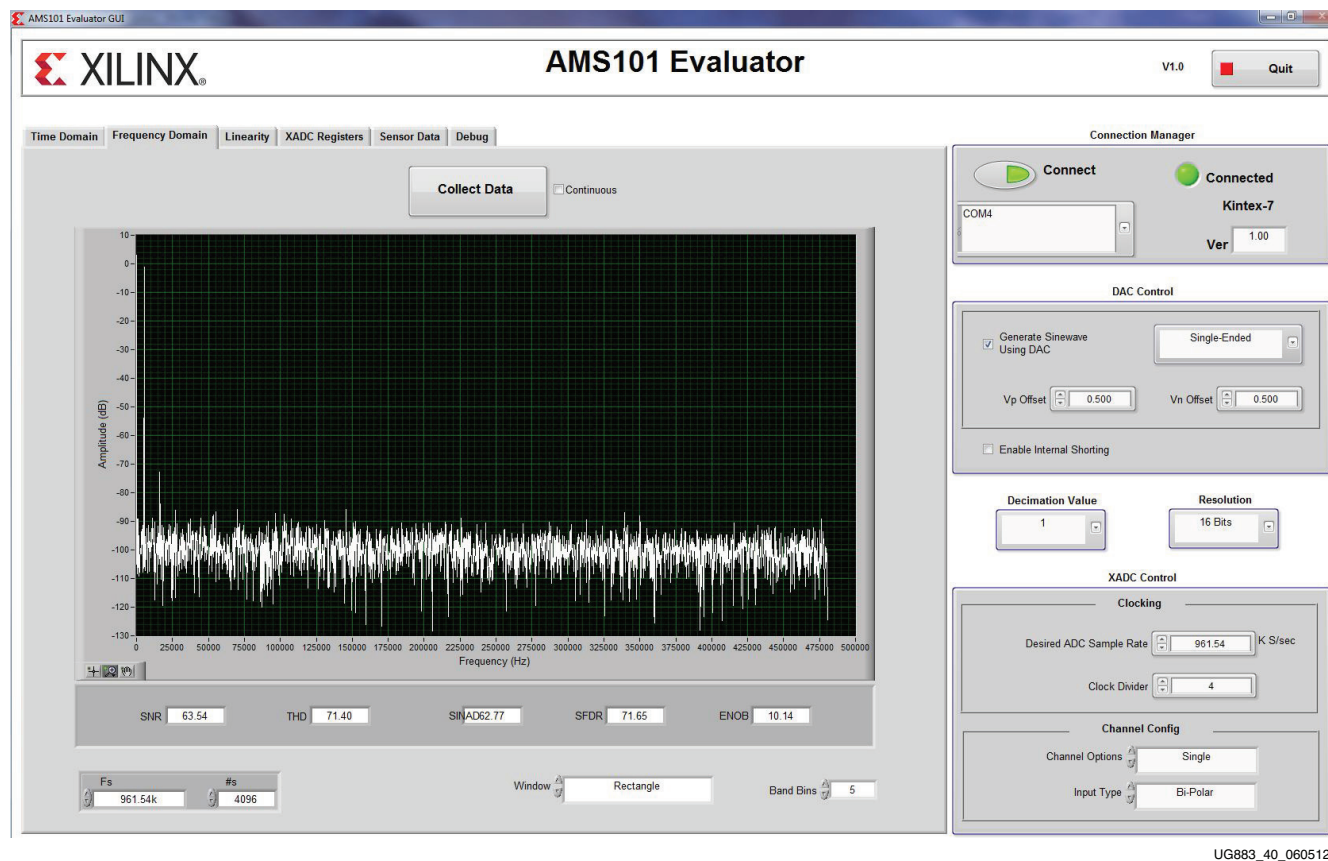 AMS101 Evaluator GUI
XILINX®
AMS101 Evaluator
V1.0
Quit
Time Domain
Frequency Domain
Linearity
XADC Registers
Sensor Data
Debug
Collect Data
Continuous
Amplitude (dB)
10
0
-10
-20
-30
-40
-50
-60
-70
-80
-90
-100
-110
-120
-130
0 25000 50000 75000 100000 125000 150000 175000 200000 225000 250000 275000 300000 325000 350000 375000 400000 425000 450000 475000 500000
Frequency (Hz)
SNR 63.54
THD 71.40
SINAD 62.77
SFDR 71.65
ENOB 10.14
Fs
961.54k
#s
4096
Window Rectangle
Band Bins 5
Connection Manager
Connect
COM4
Connected
Kintex-7
Ver 1.00
DAC Control
Generate Sinewave
Using DAC
Single-Ended
Vp Offset 0.500
Vn Offset 0.500
Enable Internal Shorting
Decimation Value
1
Resolution
16 Bits
XADC Control
Clocking
Desired ADC Sample Rate 961.54 K S/sec
Clock Divider 4
Channel Config
Channel Options Single
Input Type Bi-Polar
UG883_40_060512